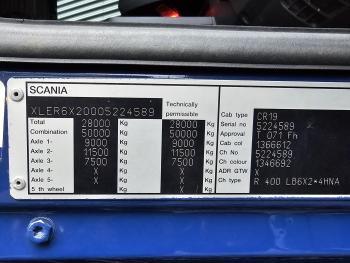 SCANIA
XLER6X20005224589
Technically
permissible
Total 28000 Kg 28000 Kg
Combination 50000 Kg 50000 Kg
Axle 1- 9000 Kg 9000 Kg
Axle 2- 11500 Kg 11500 Kg
Axle 3- 7500 Kg 7500 Kg
Axle 4- X Kg X Kg
Axle 5- X Kg X Kg
5 th wheel X Kg X Kg
Cab type CR19
Serial no 5224589 X
Approval T 071 Fh
Cab col 1366612
Ch No 5224589
Ch colour 1346692
ADR GTW X
Ch type R 400 LB6X2*4HNA